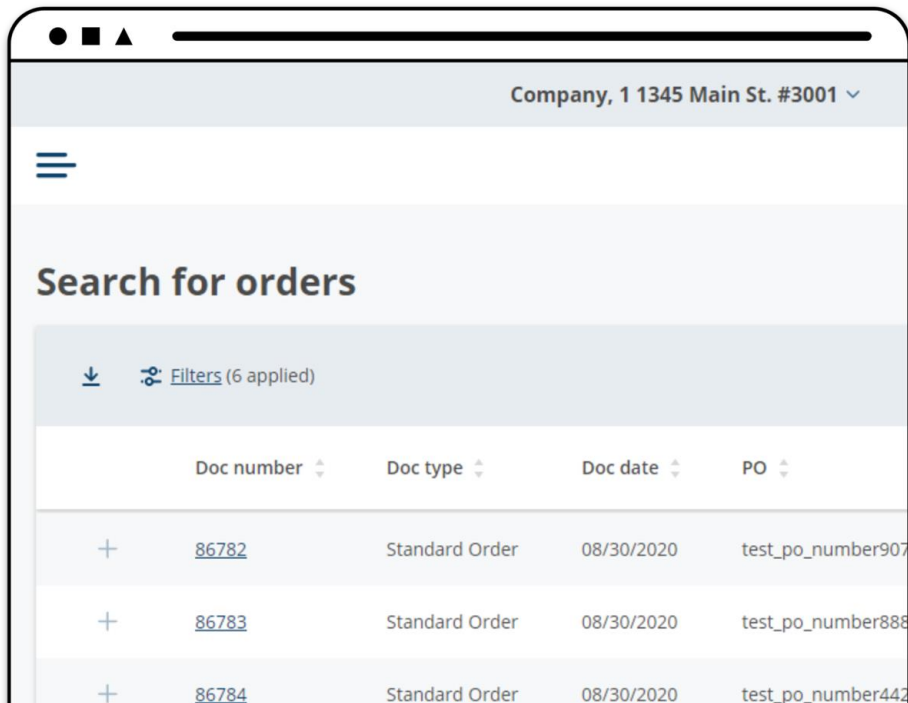 Company, 1 1345 Main St. #3001
Search for orders
Filters (6 applied)
Doc number Doc type Doc date PO
86782 Standard Order 08/30/2020 test_po_number907
86783 Standard Order 08/30/2020 test_po_number888
86784 Standard Order 08/30/2020 test_po_number442